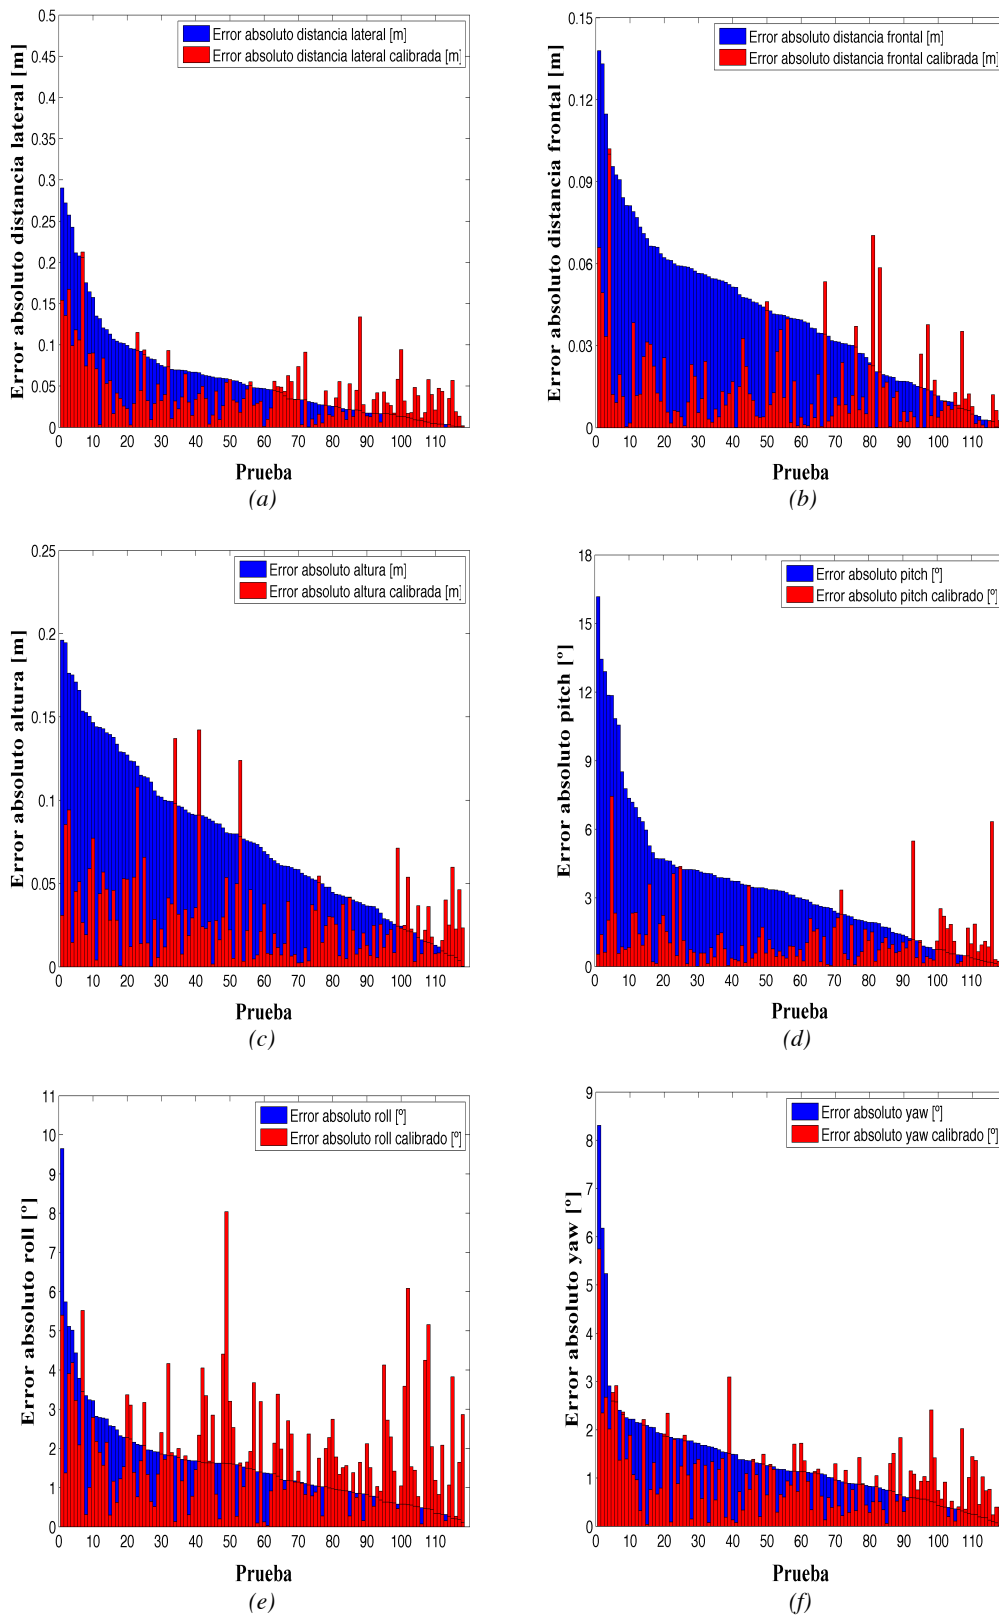 0.5
0.45
0.4
0.35
0.3
0.25
0.2
0.15
0.1
0.05
0
Error absoluto distancia lateral [m]
Error absoluto distancia lateral [m]
Error absoluto distancia lateral calibrada [m]
0 10 20 30 40 50 60 70 80 90 100 110
Prueba
(a)
0.15
0.12
0.09
0.06
0.03
0
Error absoluto distancia frontal [m]
Error absoluto distancia frontal [m]
Error absoluto distancia frontal calibrada [m]
0 10 20 30 40 50 60 70 80 90 100 110
Prueba
(b)
0.25
0.2
0.15
0.1
0.05
0
Error absoluto altura [m]
Error absoluto altura [m]
Error absoluto altura calibrada [m]
0 10 20 30 40 50 60 70 80 90 100 110
Prueba
(c)
18
15
12
9
6
3
0
Error absoluto pitch [º]
Error absoluto pitch [º]
Error absoluto pitch calibrado [º]
0 10 20 30 40 50 60 70 80 90 100 110
Prueba
(d)
11
10
9
8
7
6
5
4
3
2
1
0
Error absoluto roll [º]
Error absoluto roll [º]
Error absoluto roll calibrado [º]
0 10 20 30 40 50 60 70 80 90 100 110
Prueba
(e)
9
8
7
6
5
4
3
2
1
0
Error absoluto yaw [º]
Error absoluto yaw [º]
Error absoluto yaw calibrado [º]
0 10 20 30 40 50 60 70 80 90 100 110
Prueba
(f)